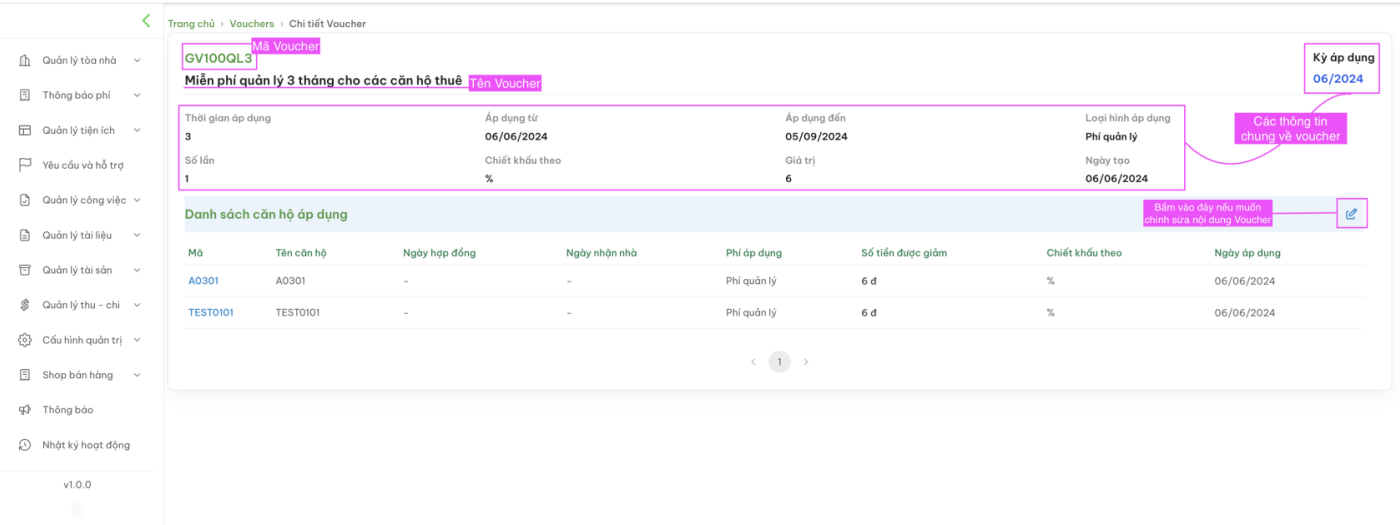 Trang chủ > Vouchers > Chi tiết Voucher
GV100QL3
Mã Voucher
Miễn phí quản lý 3 tháng cho các căn hộ thuê
Tên Voucher
Kỳ áp dụng
06/2024
Quản lý tòa nhà
Thông báo phí
Quản lý tiện ích
Yêu cầu và hỗ trợ
Quản lý công việc
Quản lý tài liệu
Quản lý tài sản
Quản lý thu - chi
Cấu hình quản trị
Shop bán hàng
Thông báo
Nhật ký hoạt động
v1.0.0
Thời gian áp dụng Áp dụng từ Áp dụng đến Loại hình áp dụng
3 06/06/2024 05/09/2024 Phí quản lý
Số lần Chiết khấu theo Giá trị Ngày tạo
1 % 6 06/06/2024
Các thông tin
chung về voucher
Danh sách căn hộ áp dụng
Bấm vào đây nếu muốn
chỉnh sửa nội dung Voucher
Mã Tên căn hộ Ngày hợp đồng Ngày nhận nhà Phí áp dụng Số tiền được giảm Chiết khấu theo Ngày áp dụng
A0301 A0301 - - Phí quản lý 6 đ % 06/06/2024
TEST0101 TEST0101 - - Phí quản lý 6 đ % 06/06/2024
< 1 >